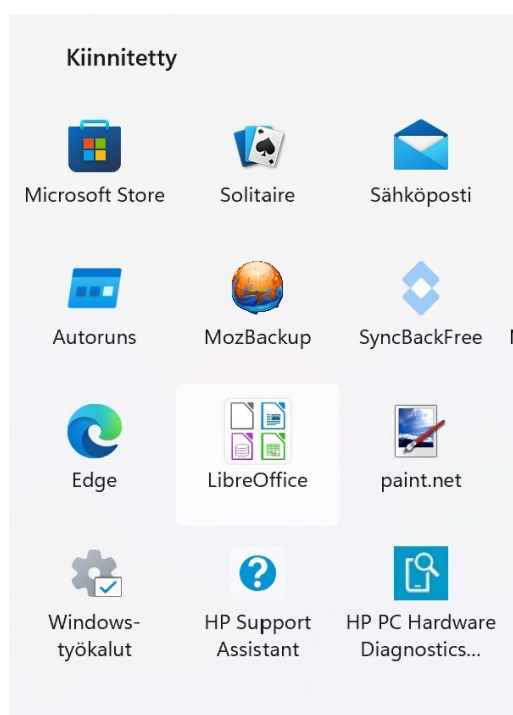 Kiinnitetty
Microsoft Store
Solitaire
Sähköposti
Autoruns
MozBackup
SyncBackFree
Edge
LibreOffice
paint.net
Windows-
työkalut
HP Support
Assistant
HP PC Hardware
Diagnostics...